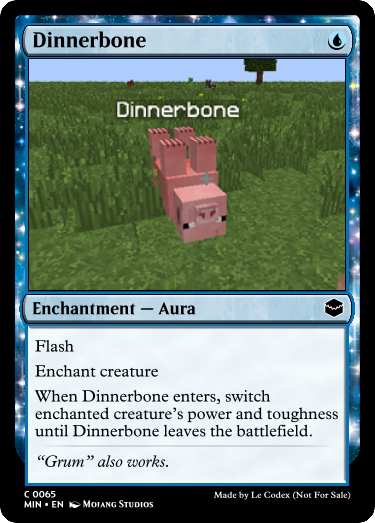 Dinnerbone
Dinnerbone
Enchantment — Aura
Flash
Enchant creature
When Dinnerbone enters, switch
enchanted creature's power and toughness
until Dinnerbone leaves the battlefield.
“Grum” also works.
C 0065
MIN • EN Mojang Studios
Made by Le Codex (Not For Sale)